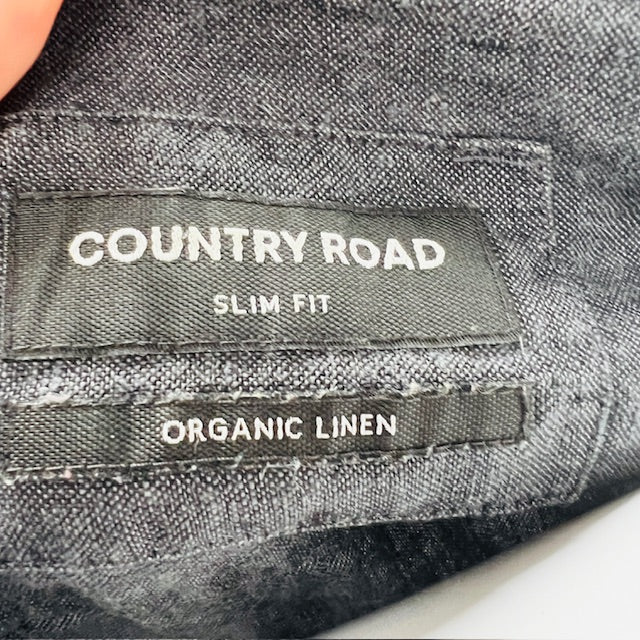 COUNTRY ROAD
SLIM FIT
ORGANIC LINEN